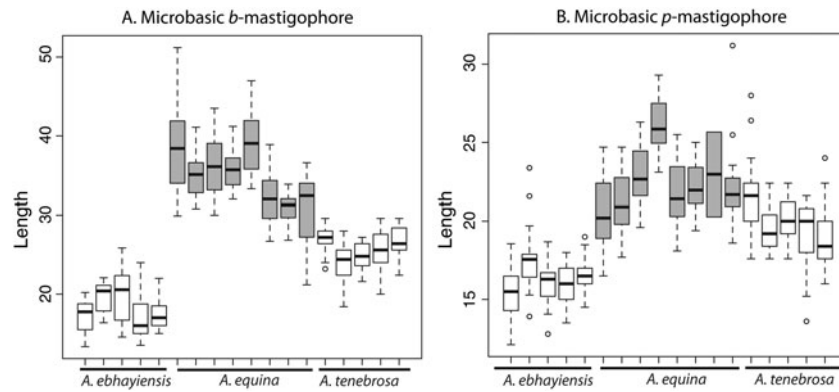 A. Microbasic b-mastigophore
50
40
30
20
Length
A. ebhayiensis
A. equina
A. tenebrosa
B. Microbasic p-mastigophore
30
25
20
15
Length
A. ebhayiensis
A. equina
A. tenebrosa